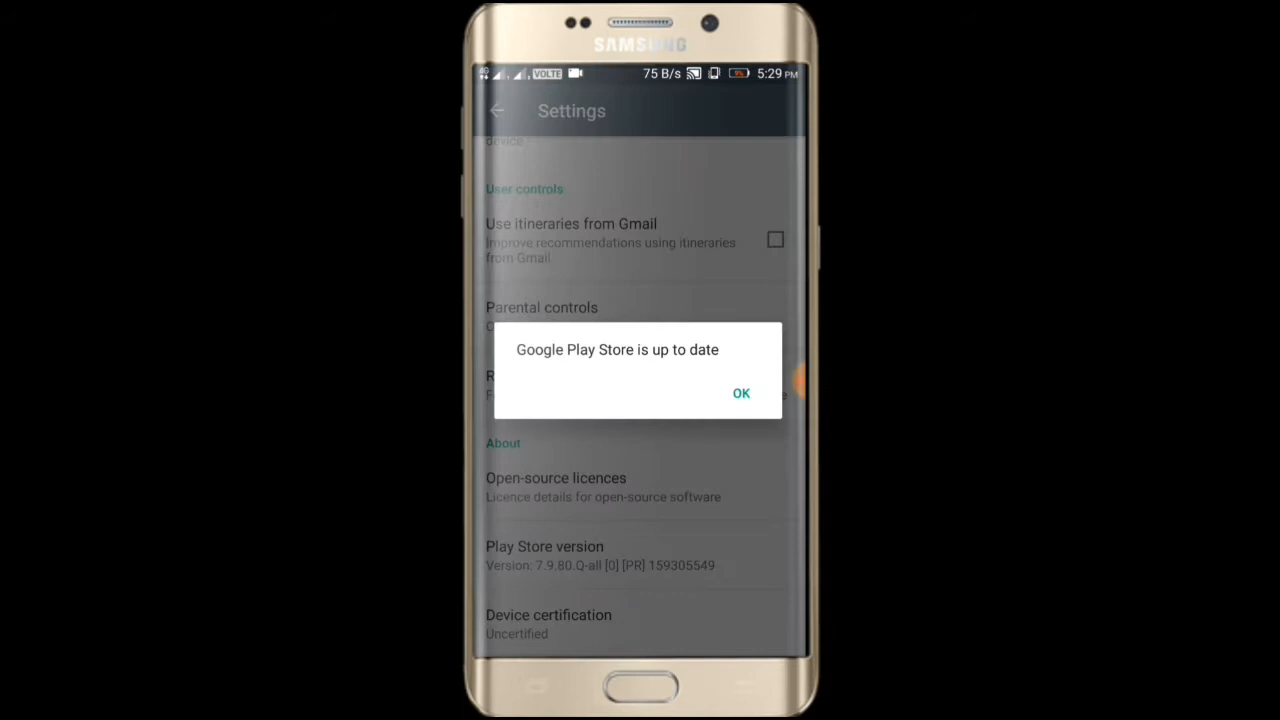 SAMSUNG
VOLTE 75 B/s 9% 5:29 PM
Settings
device
User controls
Use itineraries from Gmail
Improve recommendations using itineraries
from Gmail
Parental controls
Google Play Store is up to date
OK
About
Open-source licences
Licence details for open-source software
Play Store version
Version: 7.9.80.Q-all [0] [PR] 159305549
Device certification
Uncertified